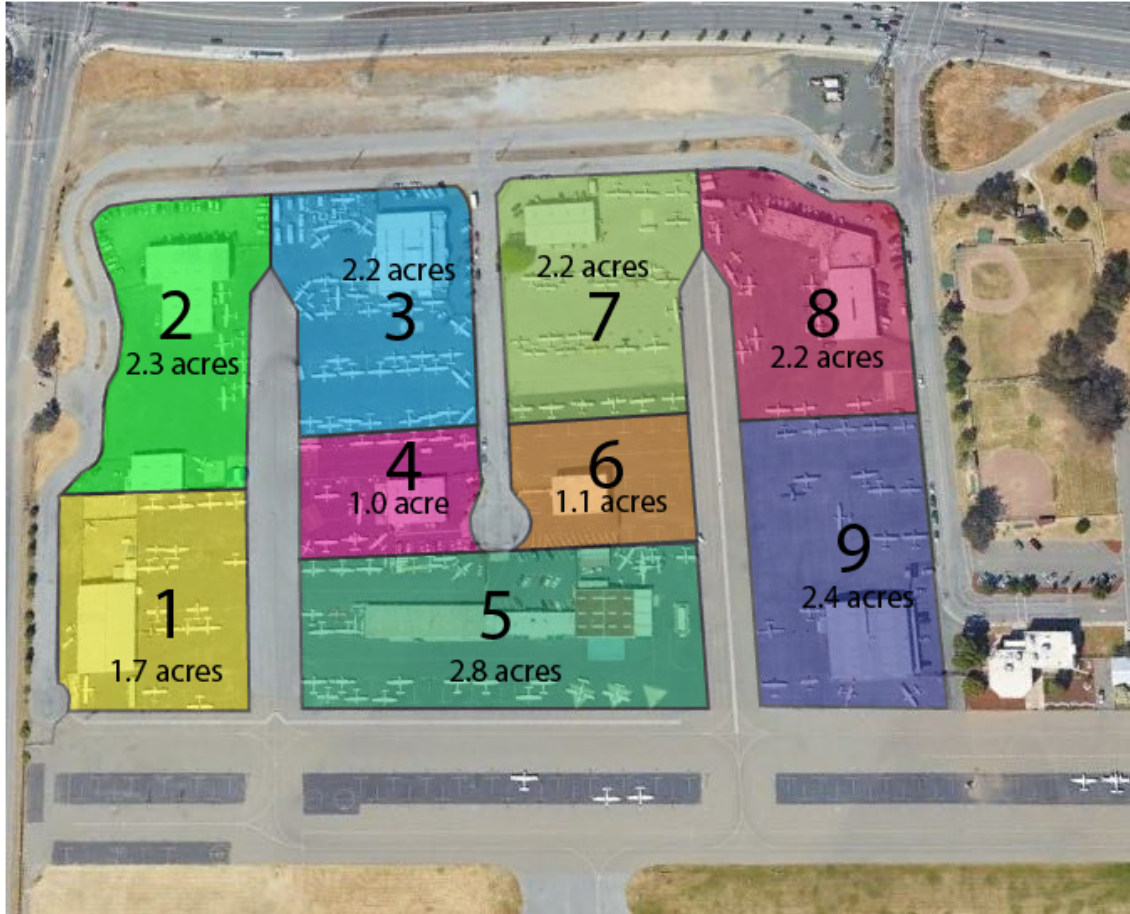 2.2 acres
3
2.2 acres
7
2
2.3 acres
8
2.2 acres
4
1.0 acre
6
1.1 acres
9
2.4 acres
1
1.7 acres
5
2.8 acres